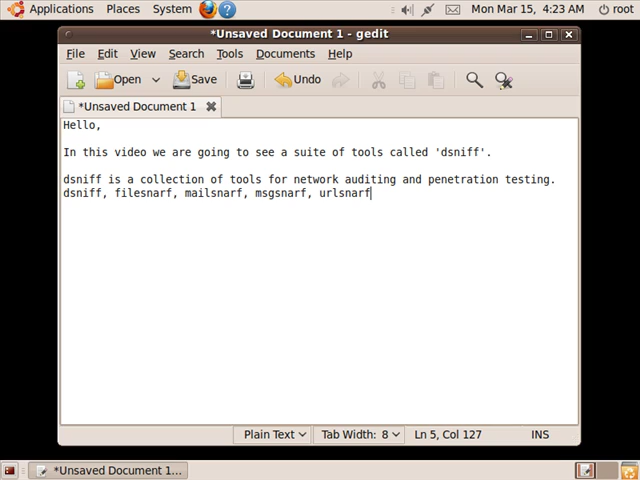 Applications Places System Mon Mar 15, 4:23 AM root
*Unsaved Document 1 - gedit
File Edit View Search Tools Documents Help
Open Save Undo
*Unsaved Document 1
Hello,
In this video we are going to see a suite of tools called 'dsniff'.
dsniff is a collection of tools for network auditing and penetration testing.
dsniff, filesnarf, mailsnarf, msgsnarf, urlsnarf
Plain Text Tab Width: 8 Ln 5, Col 127 INS
*Unsaved Document 1...